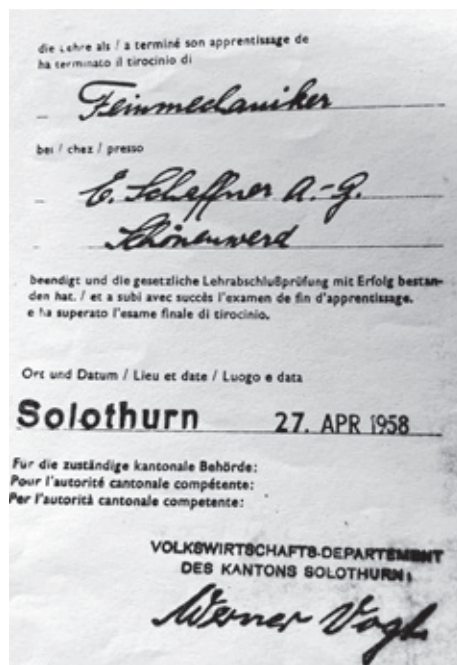 die Lehre als / a terminé son apprentissage de
ha terminato il tirocinio di
Feinmechaniker
bei / chez / presso
E. Scheffner A.-G.
Schönenwerd
beendigt und die gesetzliche Lehrabschlußprüfung mit Erfolg bestan-
den hat. / et a subi avec succès l'examen de fin d'apprentissage.
e ha superato l'esame finale di tirocinio.
Ort und Datum / Lieu et date / Luogo e data
Solothurn 27. APR 1958
Für die zuständige kantonale Behörde:
Pour l'autorité cantonale compétente:
Per l'autorità cantonale competente:
VOLKSWIRTSCHAFTS-DEPARTEMENT
DES KANTONS SOLOTHURN:
Werner Vogt